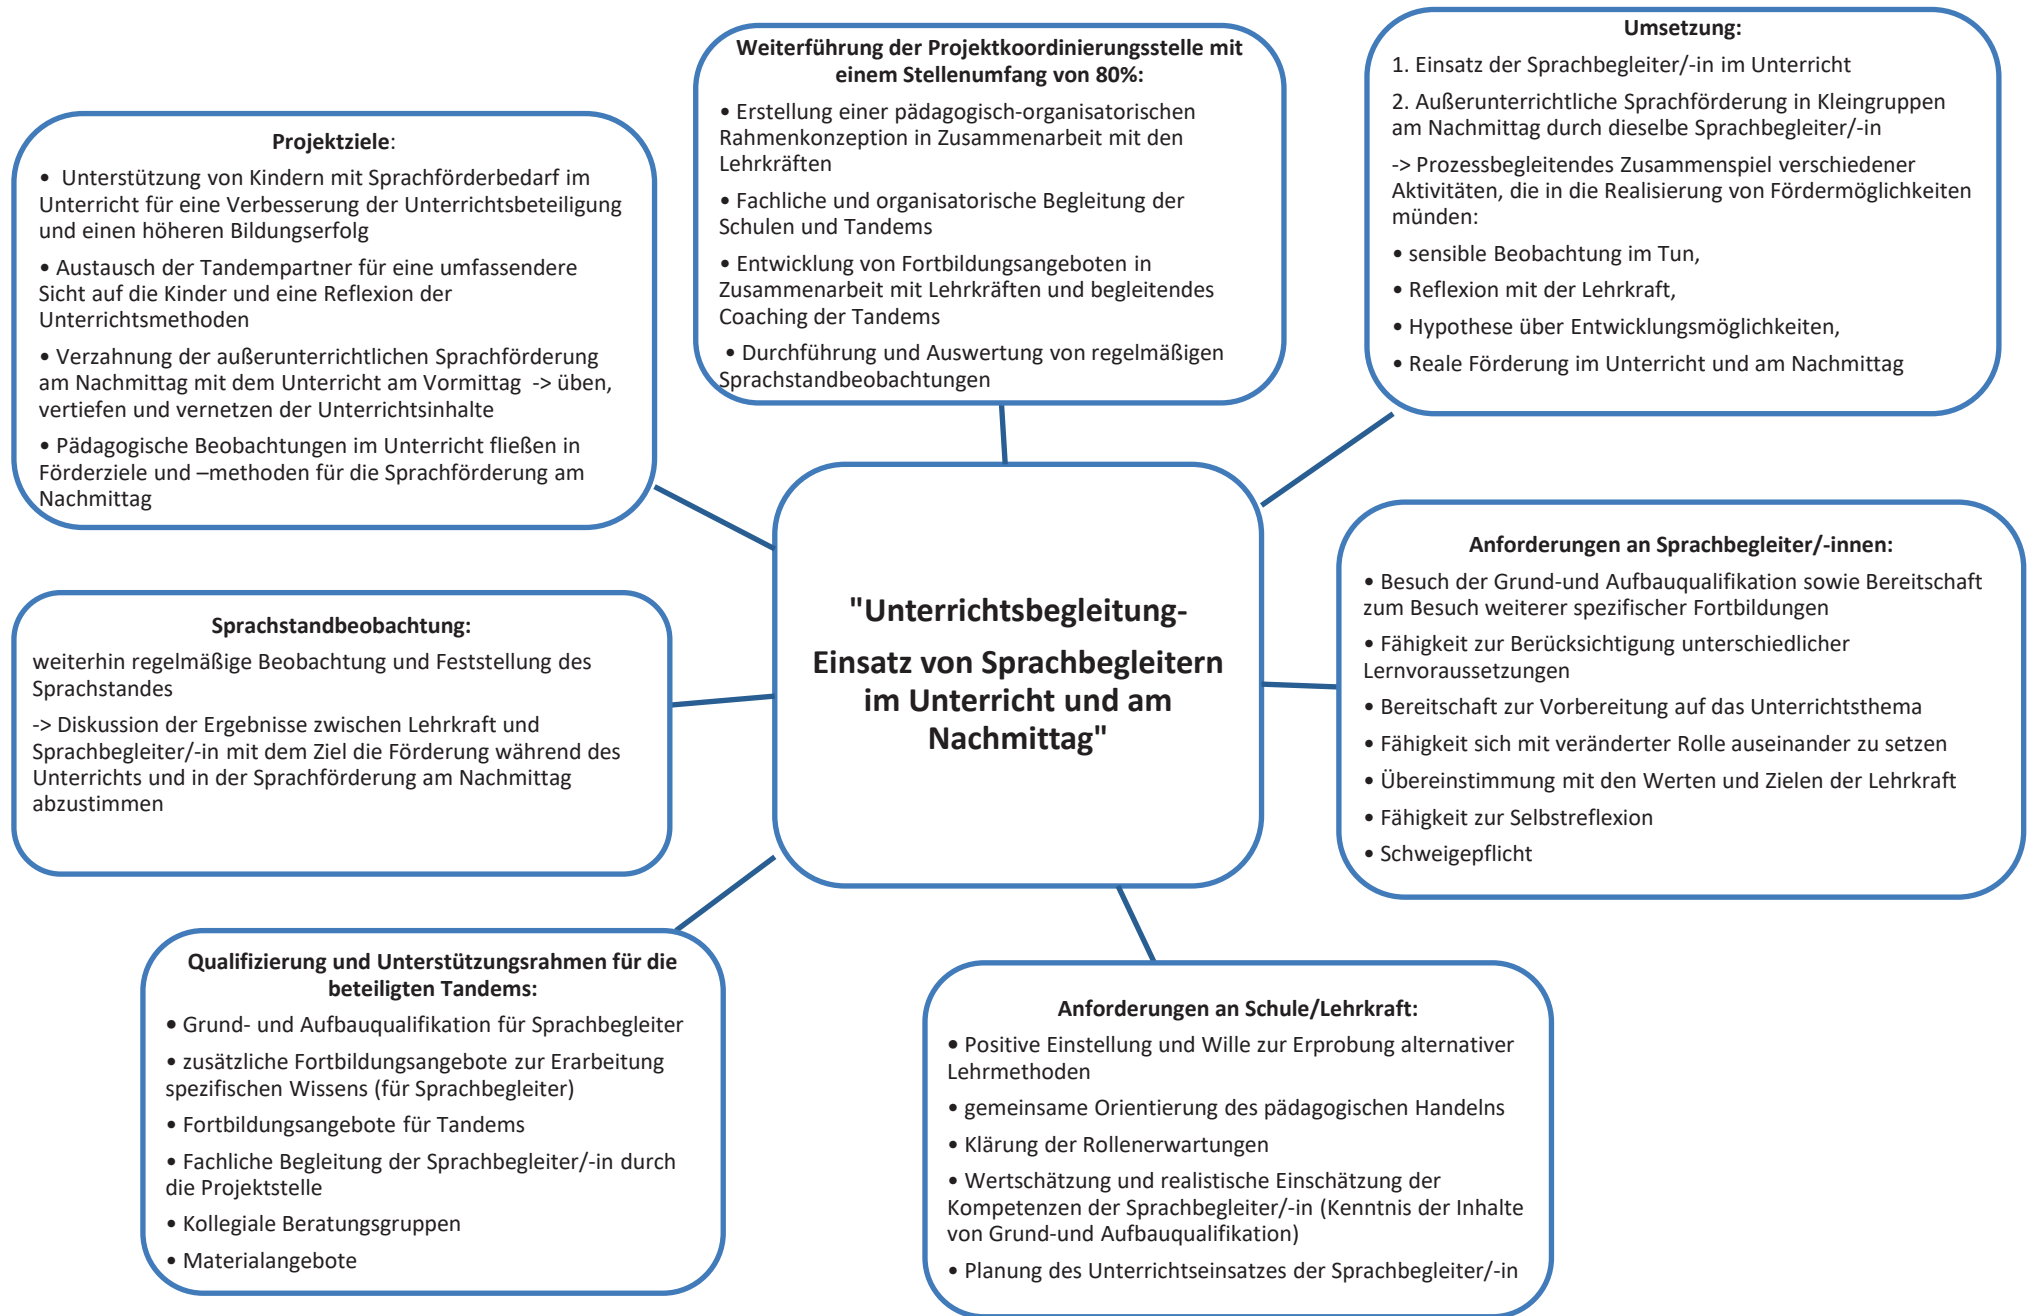 Projektziele:
• Unterstützung von Kindern mit Sprachförderbedarf im
Unterricht für eine Verbesserung der Unterrichtsbeteiligung
und einen höheren Bildungserfolg
• Austausch der Tandempartner für eine umfassendere
Sicht auf die Kinder und eine Reflexion der
Unterrichtsmethoden
• Verzahnung der außerunterrichtlichen Sprachförderung
am Nachmittag mit dem Unterricht am Vormittag -> üben,
vertiefen und vernetzen der Unterrichtsinhalte
• Pädagogische Beobachtungen im Unterricht fließen in
Förderziele und –methoden für die Sprachförderung am
Nachmittag
Weiterführung der Projektkoordinierungsstelle mit
einem Stellenumfang von 80%:
• Erstellung einer pädagogisch-organisatorischen
Rahmenkonzeption in Zusammenarbeit mit den
Lehrkräften
• Fachliche und organisatorische Begleitung der
Schulen und Tandems
• Entwicklung von Fortbildungsangeboten in
Zusammenarbeit mit Lehrkräften und begleitendes
Coaching der Tandems
• Durchführung und Auswertung von regelmäßigen
Sprachstandbeobachtungen
Umsetzung:
1. Einsatz der Sprachbegleiter/-in im Unterricht
2. Außerunterrichtliche Sprachförderung in Kleingruppen
am Nachmittag durch dieselbe Sprachbegleiter/-in
-> Prozessbegleitendes Zusammenspiel verschiedener
Aktivitäten, die in die Realisierung von Fördermöglichkeiten
münden:
• sensible Beobachtung im Tun,
• Reflexion mit der Lehrkraft,
• Hypothese über Entwicklungsmöglichkeiten,
• Reale Förderung im Unterricht und am Nachmittag
Sprachstandbeobachtung:
weiterhin regelmäßige Beobachtung und Feststellung des
Sprachstandes
-> Diskussion der Ergebnisse zwischen Lehrkraft und
Sprachbegleiter/-in mit dem Ziel die Förderung während des
Unterrichts und in der Sprachförderung am Nachmittag
abzustimmen
"Unterrichtsbegleitung-
Einsatz von Sprachbegleitern
im Unterricht und am
Nachmittag"
Anforderungen an Sprachbegleiter/-innen:
• Besuch der Grund-und Aufbauqualifikation sowie Bereitschaft
zum Besuch weiterer spezifischer Fortbildungen
• Fähigkeit zur Berücksichtigung unterschiedlicher
Lernvoraussetzungen
• Bereitschaft zur Vorbereitung auf das Unterrichtsthema
• Fähigkeit sich mit veränderter Rolle auseinander zu setzen
• Übereinstimmung mit den Werten und Zielen der Lehrkraft
• Fähigkeit zur Selbstreflexion
• Schweigepflicht
Qualifizierung und Unterstützungsrahmen für die
beteiligten Tandems:
• Grund- und Aufbauqualifikation für Sprachbegleiter
• zusätzliche Fortbildungsangebote zur Erarbeitung
spezifischen Wissens (für Sprachbegleiter)
• Fortbildungsangebote für Tandems
• Fachliche Begleitung der Sprachbegleiter/-in durch
die Projektstelle
• Kollegiale Beratungsgruppen
• Materialangebote
Anforderungen an Schule/Lehrkraft:
• Positive Einstellung und Wille zur Erprobung alternativer
Lehrmethoden
• gemeinsame Orientierung des pädagogischen Handelns
• Klärung der Rollenerwartungen
• Wertschätzung und realistische Einschätzung der
Kompetenzen der Sprachbegleiter/-in (Kenntnis der Inhalte
von Grund-und Aufbauqualifikation)
• Planung des Unterrichtseinsatzes der Sprachbegleiter/-in